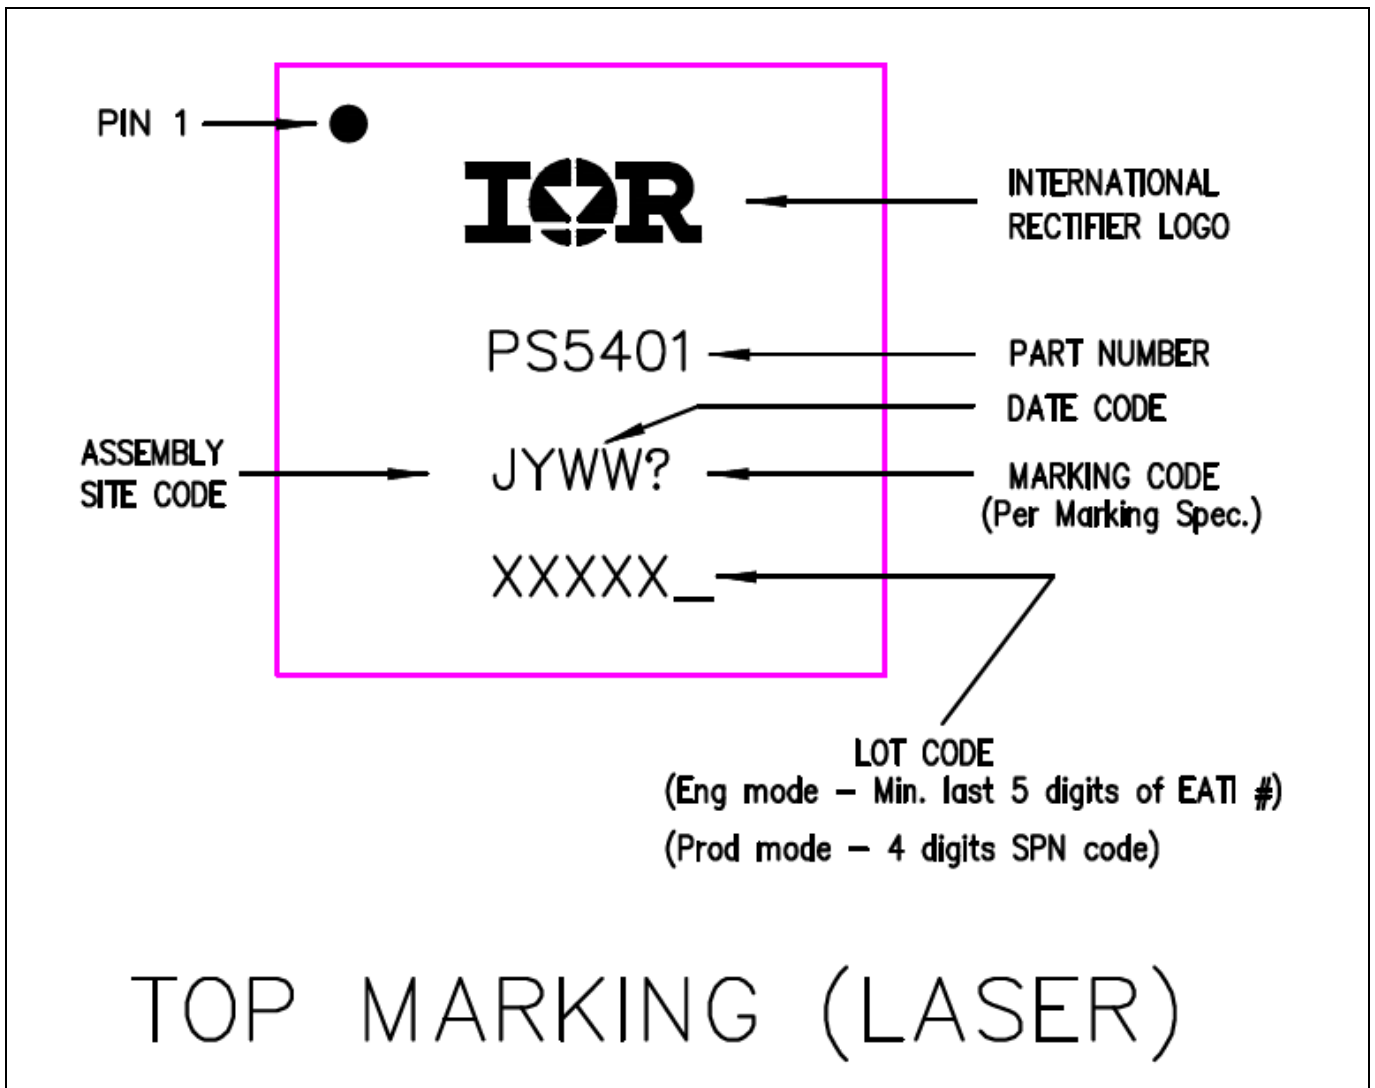 PIN 1
IOR
INTERNATIONAL
RECTIFIER LOGO
PS5401
PART NUMBER
DATE CODE
ASSEMBLY
SITE CODE
JYWW?
MARKING CODE
(Per Marking Spec.)
XXXXX_
LOT CODE
(Eng mode – Min. last 5 digits of EATI #)
(Prod mode – 4 digits SPN code)
TOP MARKING (LASER)